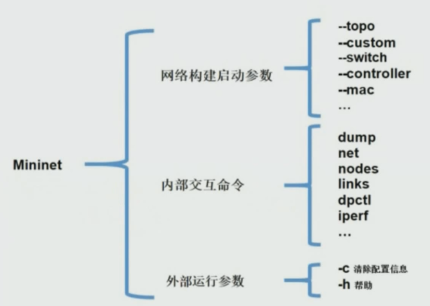 Mininet
网络构建启动参数
--topo
--custom
--switch
--controller
--mac
...
内部交互命令
dump
net
nodes
links
dpctl
iperf
...
外部运行参数
-c 清除配置信息
-h 帮助